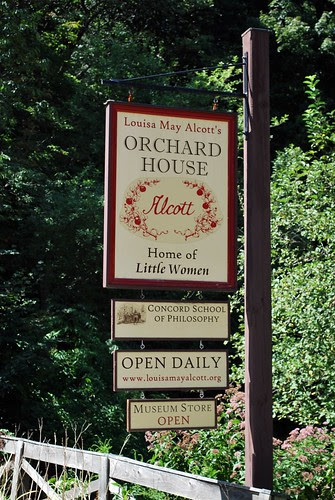 Louisa May Alcott's
ORCHARD
HOUSE
Alcott
Home of
Little Women
CONCORD SCHOOL
OF PHILOSOPHY
OPEN DAILY
www.louisamayalcott.org
MUSEUM STORE
OPEN